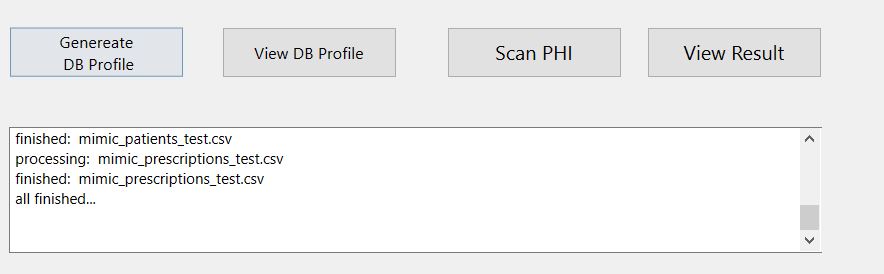 Genereate
DB Profile
View DB Profile
Scan PHI
View Result
finished:  mimic_patients_test.csv
processing:  mimic_prescriptions_test.csv
finished:  mimic_prescriptions_test.csv
all finished...